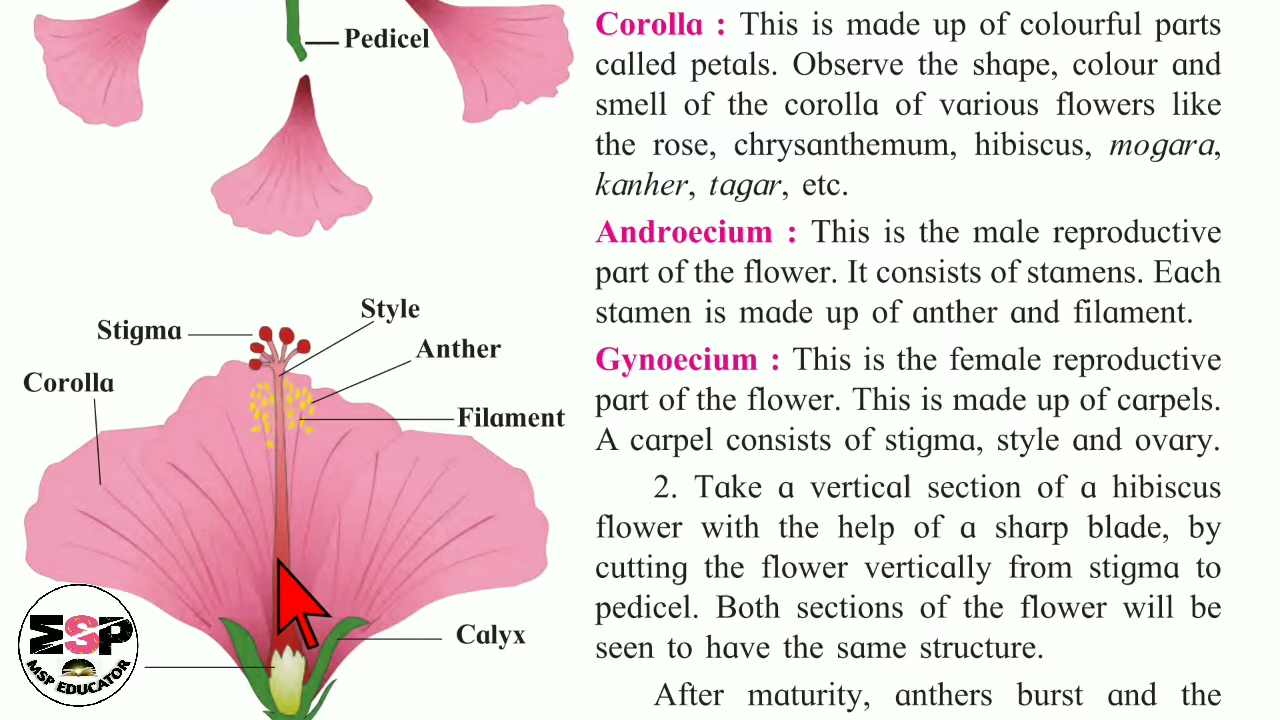 Pedicel
Stigma
Style
Anther
Corolla
Filament
Calyx
MSP
MSP EDUCATOR
Corolla : This is made up of colourful parts
called petals. Observe the shape, colour and
smell of the corolla of various flowers like
the rose, chrysanthemum, hibiscus, mogara,
kanher, tagar, etc.
Androecium : This is the male reproductive
part of the flower. It consists of stamens. Each
stamen is made up of anther and filament.
Gynoecium : This is the female reproductive
part of the flower. This is made up of carpels.
A carpel consists of stigma, style and ovary.
2. Take a vertical section of a hibiscus
flower with the help of a sharp blade, by
cutting the flower vertically from stigma to
pedicel. Both sections of the flower will be
seen to have the same structure.
After maturity, anthers burst and the